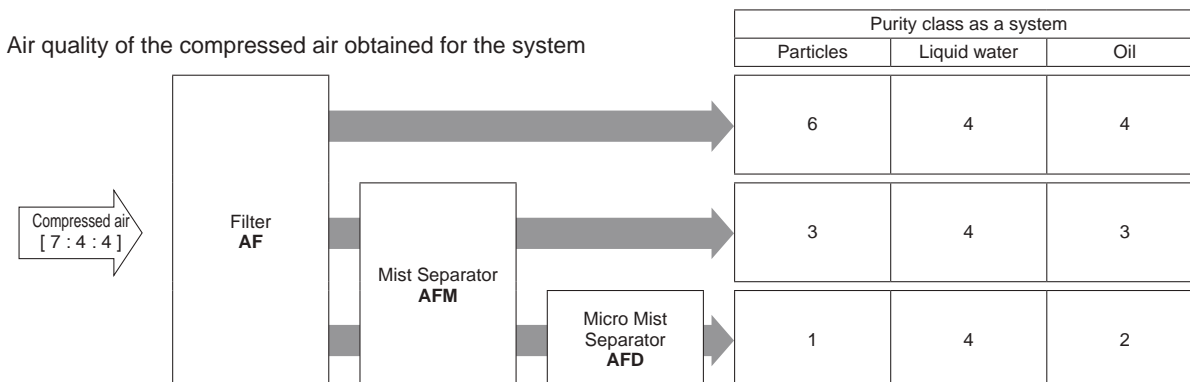 Purity class as a system
Air quality of the compressed air obtained for the system
Particles Liquid water Oil
6 4 4
Compressed air
[ 7 : 4 : 4 ]
Filter
AF
3 4 3
Mist Separator
AFM
Micro Mist
Separator
AFD
1 4 2